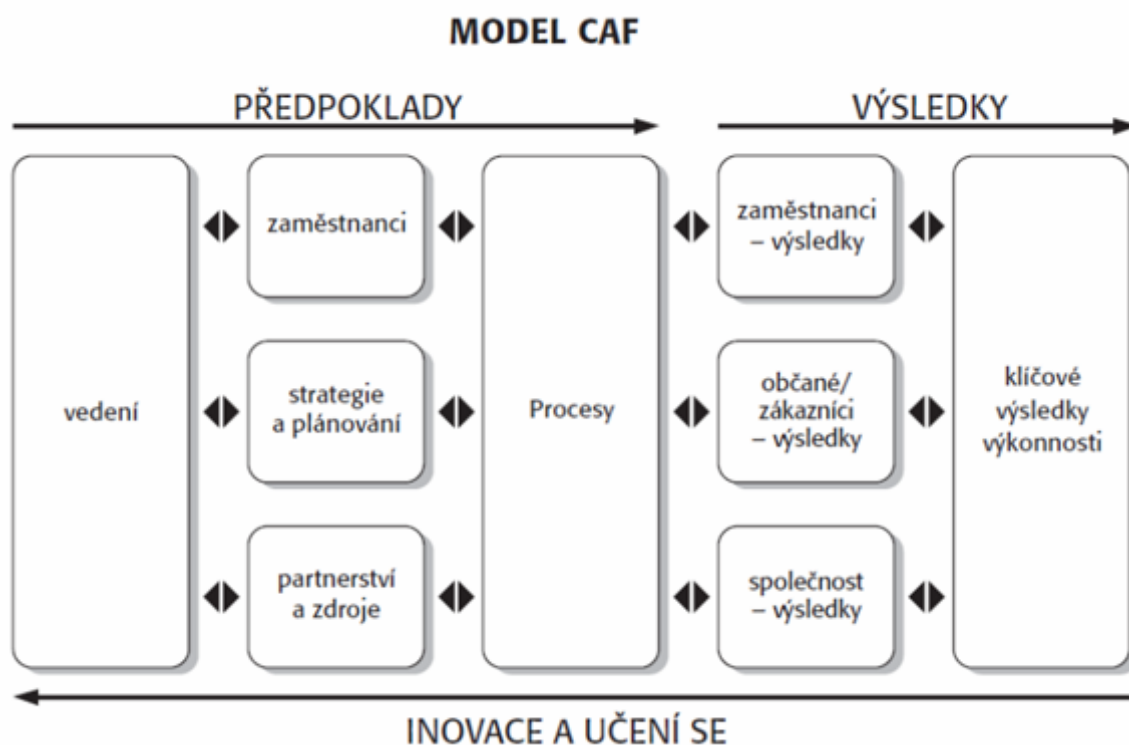 MODEL CAF
PŘEDPOKLADY
VÝSLEDKY
vedení
zaměstnanci
strategie
a plánování
partnerství
a zdroje
Procesy
zaměstnanci
– výsledky
občané/
zákazníci
– výsledky
společnost
– výsledky
klíčové
výsledky
výkonnosti
INOVACE A UČENÍ SE